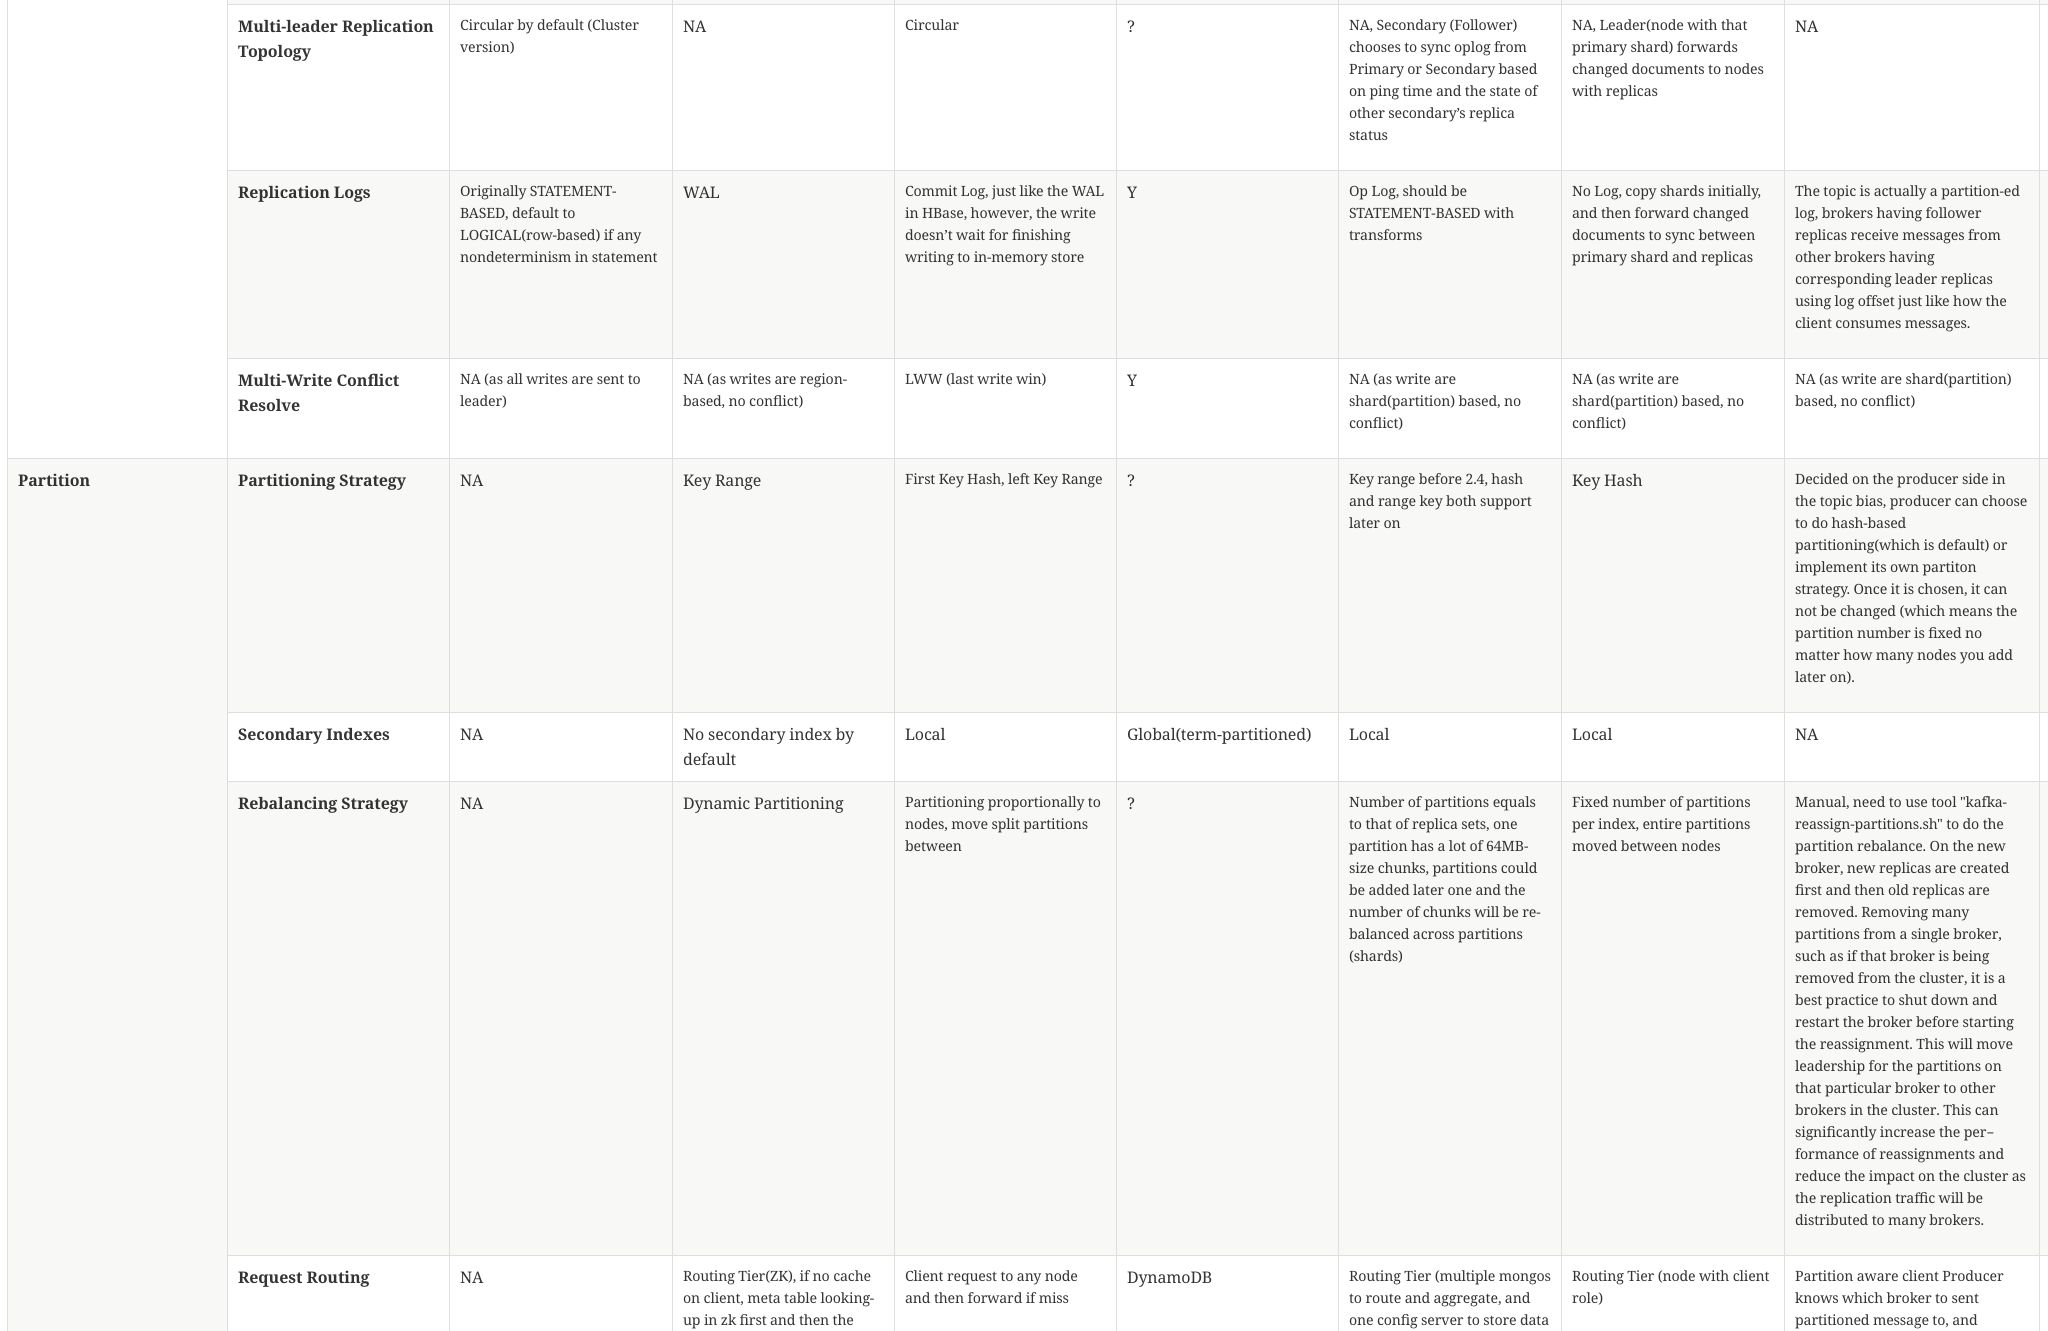 Multi-leader Replication
Topology
Circular by default (Cluster
version)
NA
Circular
?
NA, Secondary (Follower)
chooses to sync oplog from
Primary or Secondary based
on ping time and the state of
other secondary’s replica
status
NA, Leader(node with that
primary shard) forwards
changed documents to nodes
with replicas
NA
Replication Logs
Originally STATEMENT-
BASED, default to
LOGICAL(row-based) if any
nondeterminism in statement
WAL
Commit Log, just like the WAL
in HBase, however, the write
doesn’t wait for finishing
writing to in-memory store
Y
Op Log, should be
STATEMENT-BASED with
transforms
No Log, copy shards initially,
and then forward changed
documents to sync between
primary shard and replicas
The topic is actually a partition-ed
log, brokers having follower
replicas receive messages from
other brokers having
corresponding leader replicas
using log offset just like how the
client consumes messages.
Multi-Write Conflict
Resolve
NA (as all writes are sent to
leader)
NA (as writes are region-
based, no conflict)
LWW (last write win)
Y
NA (as write are
shard(partition) based, no
conflict)
NA (as write are
shard(partition) based, no
conflict)
NA (as write are shard(partition)
based, no conflict)
Partition
Partitioning Strategy
NA
Key Range
First Key Hash, left Key Range
?
Key range before 2.4, hash
and range key both support
later on
Key Hash
Decided on the producer side in
the topic bias, producer can choose
to do hash-based
partitioning(which is default) or
implement its own partiton
strategy. Once it is chosen, it can
not be changed (which means the
partition number is fixed no
matter how many nodes you add
later on).
Secondary Indexes
NA
No secondary index by
default
Local
Global(term-partitioned)
Local
Local
NA
Rebalancing Strategy
NA
Dynamic Partitioning
Partitioning proportionally to
nodes, move split partitions
between
?
Number of partitions equals
to that of replica sets, one
partition has a lot of 64MB-
size chunks, partitions could
be added later one and the
number of chunks will be re-
balanced across partitions
(shards)
Fixed number of partitions
per index, entire partitions
moved between nodes
Manual, need to use tool "kafka-
reassign-partitions.sh" to do the
partition rebalance. On the new
broker, new replicas are created
first and then old replicas are
removed. Removing many
partitions from a single broker,
such as if that broker is being
removed from the cluster, it is a
best practice to shut down and
restart the broker before starting
the reassignment. This will move
leadership for the partitions on
that particular broker to other
brokers in the cluster. This can
significantly increase the per‐
formance of reassignments and
reduce the impact on the cluster as
the replication traffic will be
distributed to many brokers.
Request Routing
NA
Routing Tier(ZK), if no cache
on client, meta table looking-
up in zk first and then the
Client request to any node
and then forward if miss
DynamoDB
Routing Tier (multiple mongos
to route and aggregate, and
one config server to store data
Routing Tier (node with client
role)
Partition aware client Producer
knows which broker to sent
partitioned message to, and